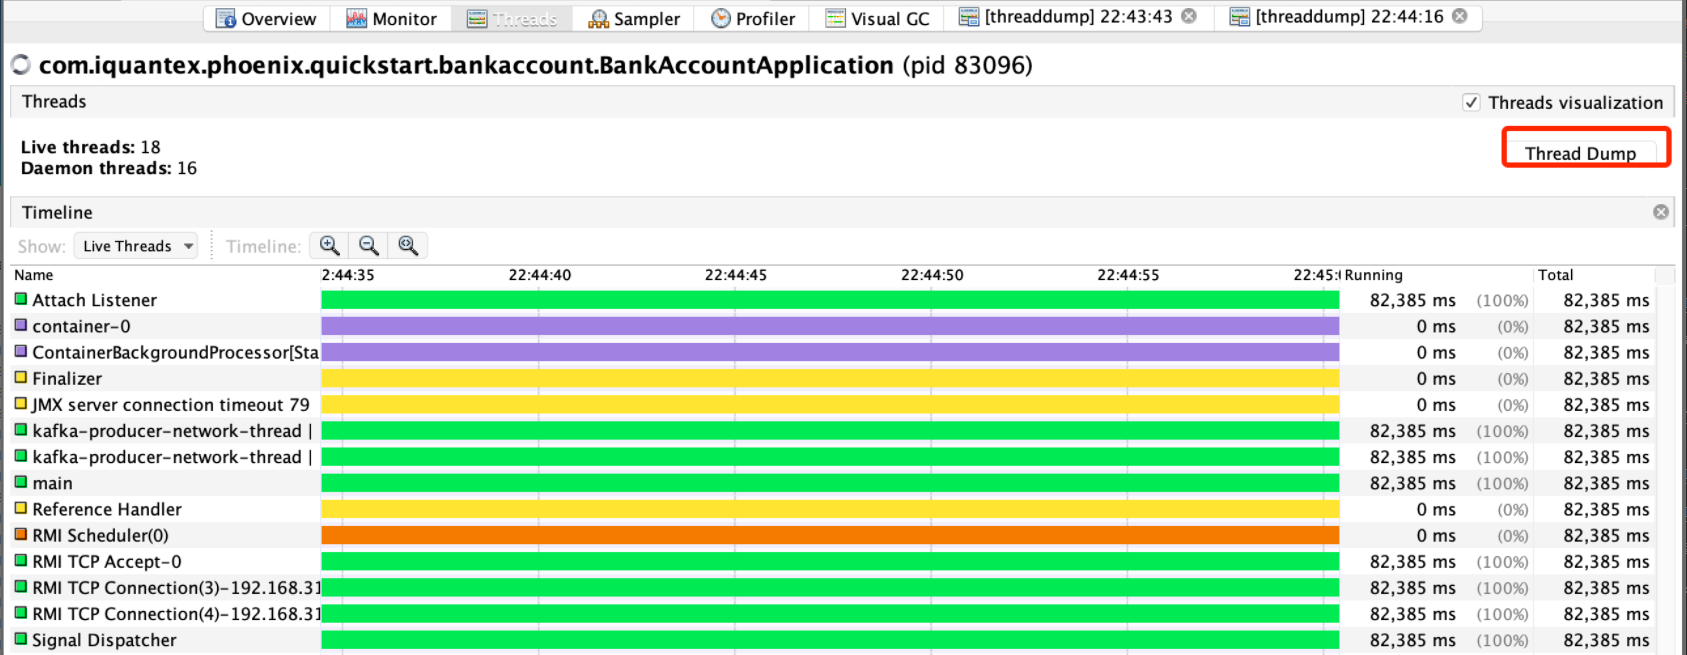 Overview Monitor Threads Sampler Profiler Visual GC [threaddump] 22:43:43 [threaddump] 22:44:16
com.iquantex.phoenix.quickstart.bankaccount.BankAccountApplication (pid 83096)
Threads Threads visualization
Live threads: 18
Daemon threads: 16
Thread Dump
Timeline
Show: Live Threads Timeline:
Name 2:44:35 22:44:40 22:44:45 22:44:50 22:44:55 22:45:0 Running Total
Attach Listener 82,385 ms (100%) 82,385 ms
container-0 0 ms (0%) 82,385 ms
ContainerBackgroundProcessor[Sta 0 ms (0%) 82,385 ms
Finalizer 0 ms (0%) 82,385 ms
JMX server connection timeout 79 0 ms (0%) 82,385 ms
kafka-producer-network-thread | 82,385 ms (100%) 82,385 ms
kafka-producer-network-thread | 82,385 ms (100%) 82,385 ms
main 82,385 ms (100%) 82,385 ms
Reference Handler 0 ms (0%) 82,385 ms
RMI Scheduler(0) 0 ms (0%) 82,385 ms
RMI TCP Accept-0 82,385 ms (100%) 82,385 ms
RMI TCP Connection(3)-192.168.31 82,385 ms (100%) 82,385 ms
RMI TCP Connection(4)-192.168.31 82,385 ms (100%) 82,385 ms
Signal Dispatcher 82,385 ms (100%) 82,385 ms